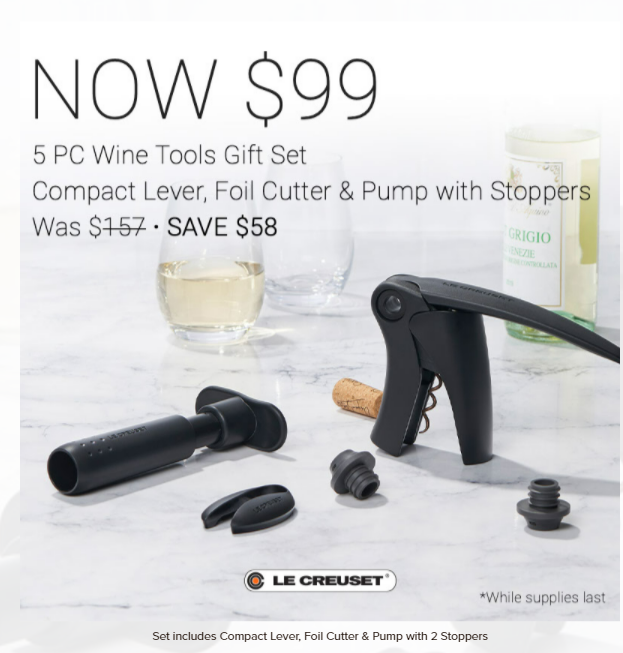 NOW $99
5 PC Wine Tools Gift Set
Compact Lever, Foil Cutter & Pump with Stoppers
Was $157 • SAVE $58
GRIGIO
LE CREUSET®
*While supplies last
Set includes Compact Lever, Foil Cutter & Pump with 2 Stoppers